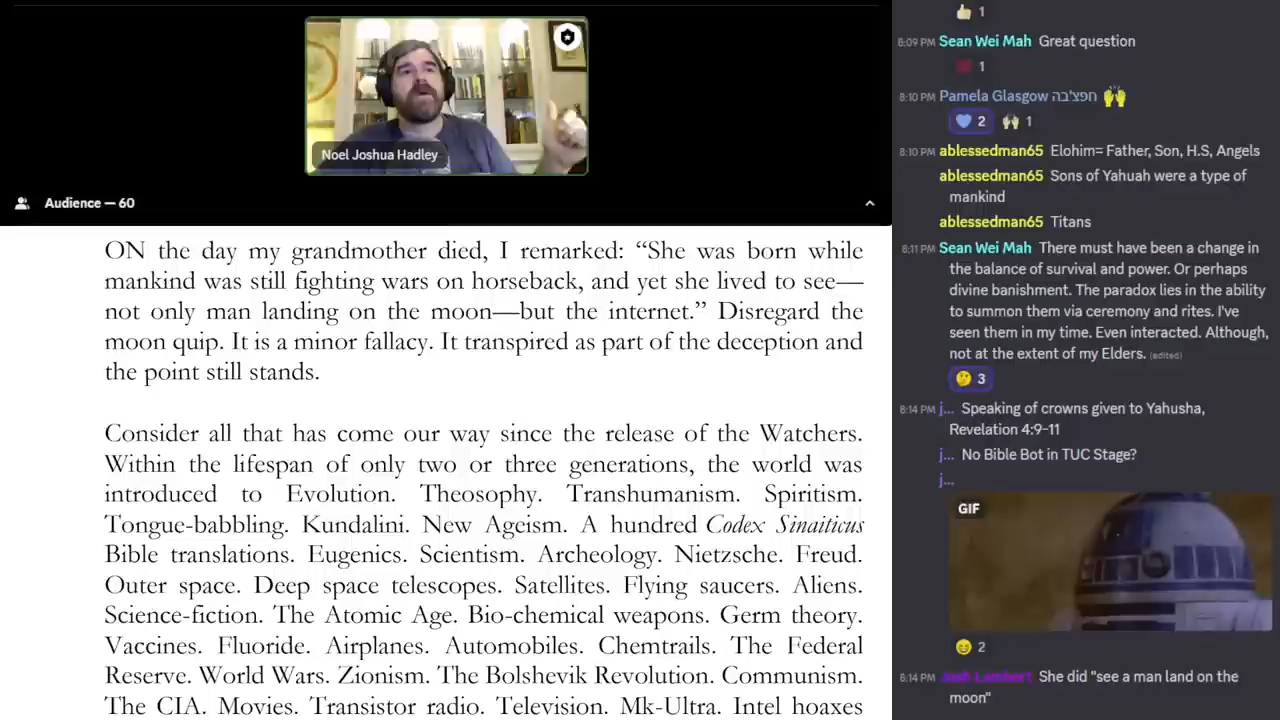 Noel Joshua Hadley
Audience — 60
ON the day my grandmother died, I remarked: “She was born while
mankind was still fighting wars on horseback, and yet she lived to see—
not only man landing on the moon—but the internet.” Disregard the
moon quip. It is a minor fallacy. It transpired as part of the deception and
the point still stands.
Consider all that has come our way since the release of the Watchers.
Within the lifespan of only two or three generations, the world was
introduced to Evolution. Theosophy. Transhumanism. Spiritism.
Tongue-babbling. Kundalini. New Ageism. A hundred Codex Sinaiticus
Bible translations. Eugenics. Scientism. Archeology. Nietzsche. Freud.
Outer space. Deep space telescopes. Satellites. Flying saucers. Aliens.
Science-fiction. The Atomic Age. Bio-chemical weapons. Germ theory.
Vaccines. Fluoride. Airplanes. Automobiles. Chemtrails. The Federal
Reserve. World Wars. Zionism. The Bolshevik Revolution. Communism.
The CIA. Movies. Transistor radio. Television. Mk-Ultra. Intel hoaxes
1
8:09 PM Sean Wei Mah Great question
1
8:10 PM Pamela Glasgow חפצ'בה 🙌
2 1
8:10 PM ablessedman65 Elohim= Father, Son, H.S, Angels
ablessedman65 Sons of Yahuah were a type of
mankind
ablessedman65 Titans
8:11 PM Sean Wei Mah There must have been a change in
the balance of survival and power. Or perhaps
divine banishment. The paradox lies in the ability
to summon them via ceremony and rites. I've
seen them in my time. Even interacted. Although,
not at the extent of my Elders. (edited)
3
8:14 PM j... Speaking of crowns given to Yahusha,
Revelation 4:9-11
j... No Bible Bot in TUC Stage?
j...
GIF
2
8:14 PM Josh Lambert She did "see a man land on the
moon"